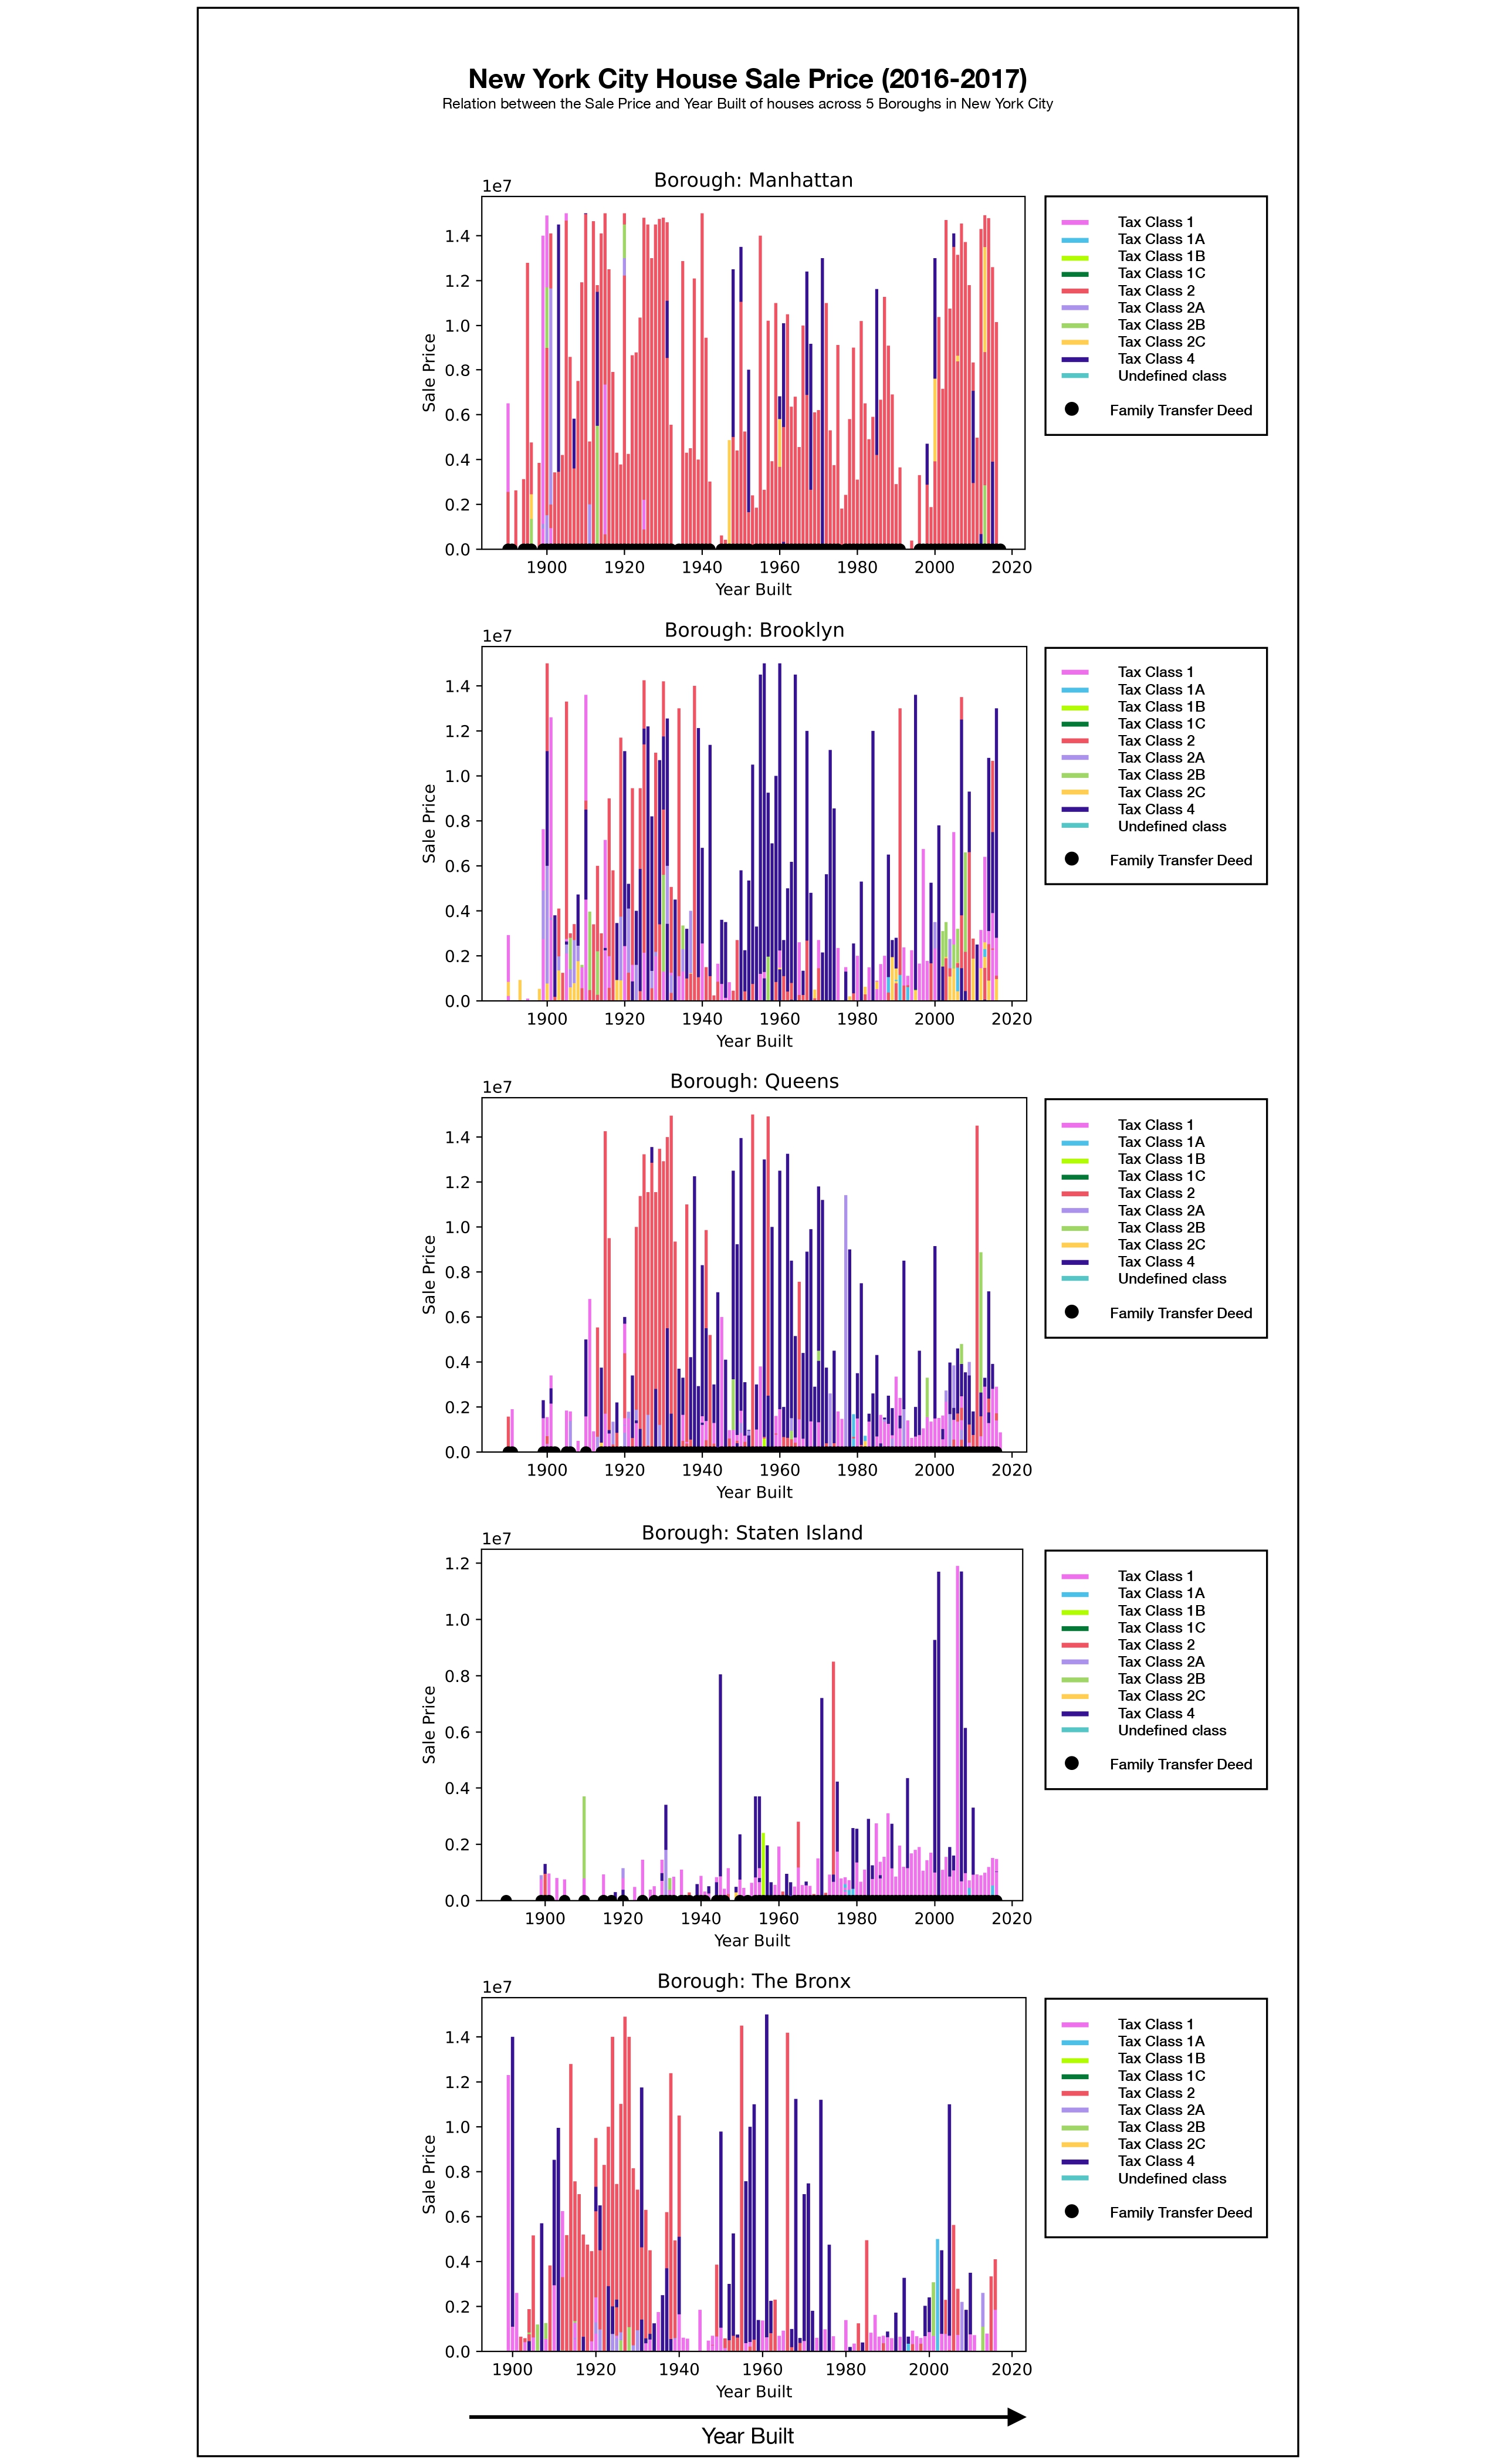 New York City House Sale Price (2016-2017)
Relation between the Sale Price and Year Built of houses across 5 Boroughs in New York City
Borough: Manhattan
1e7
1.4
1.2
1.0
0.8
0.6
0.4
0.2
0.0
Sale Price
1900 1920 1940 1960 1980 2000 2020
Year Built
Tax Class 1
Tax Class 1A
Tax Class 1B
Tax Class 1C
Tax Class 2
Tax Class 2A
Tax Class 2B
Tax Class 2C
Tax Class 4
Undefined class
Family Transfer Deed
Borough: Brooklyn
1e7
1.4
1.2
1.0
0.8
0.6
0.4
0.2
0.0
Sale Price
1900 1920 1940 1960 1980 2000 2020
Year Built
Tax Class 1
Tax Class 1A
Tax Class 1B
Tax Class 1C
Tax Class 2
Tax Class 2A
Tax Class 2B
Tax Class 2C
Tax Class 4
Undefined class
Family Transfer Deed
Borough: Queens
1e7
1.4
1.2
1.0
0.8
0.6
0.4
0.2
0.0
Sale Price
1900 1920 1940 1960 1980 2000 2020
Year Built
Tax Class 1
Tax Class 1A
Tax Class 1B
Tax Class 1C
Tax Class 2
Tax Class 2A
Tax Class 2B
Tax Class 2C
Tax Class 4
Undefined class
Family Transfer Deed
Borough: Staten Island
1e7
1.2
1.0
0.8
0.6
0.4
0.2
0.0
Sale Price
1900 1920 1940 1960 1980 2000 2020
Year Built
Tax Class 1
Tax Class 1A
Tax Class 1B
Tax Class 1C
Tax Class 2
Tax Class 2A
Tax Class 2B
Tax Class 2C
Tax Class 4
Undefined class
Family Transfer Deed
Borough: The Bronx
1e7
1.4
1.2
1.0
0.8
0.6
0.4
0.2
0.0
Sale Price
1900 1920 1940 1960 1980 2000 2020
Year Built
Tax Class 1
Tax Class 1A
Tax Class 1B
Tax Class 1C
Tax Class 2
Tax Class 2A
Tax Class 2B
Tax Class 2C
Tax Class 4
Undefined class
Family Transfer Deed
Year Built